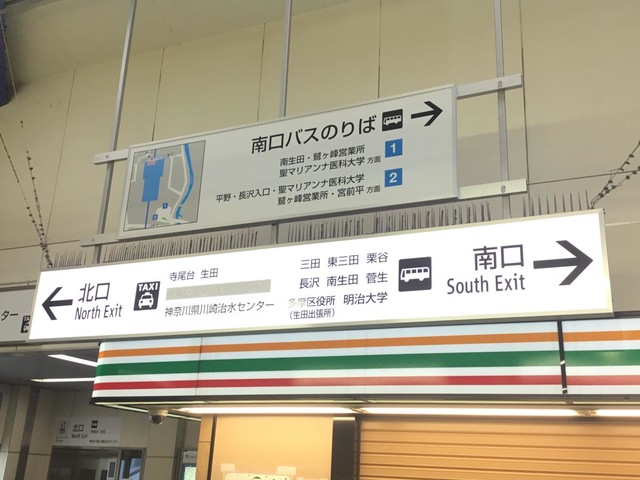 南口バスのりば
南生田・鷲ヶ峰営業所
聖マリアンナ医科大学 方面 1
平野・長沢入口・聖マリアンナ医科大学
鷲ヶ峰営業所・宮前平 方面 2
北口
North Exit
TAXI
寺尾台 生田
神奈川県川崎治水センター
三田 東三田 栗谷
長沢 南生田 菅生
多摩区役所 明治大学
(生田出張所)
南口
South Exit
ター
北口
North Exit